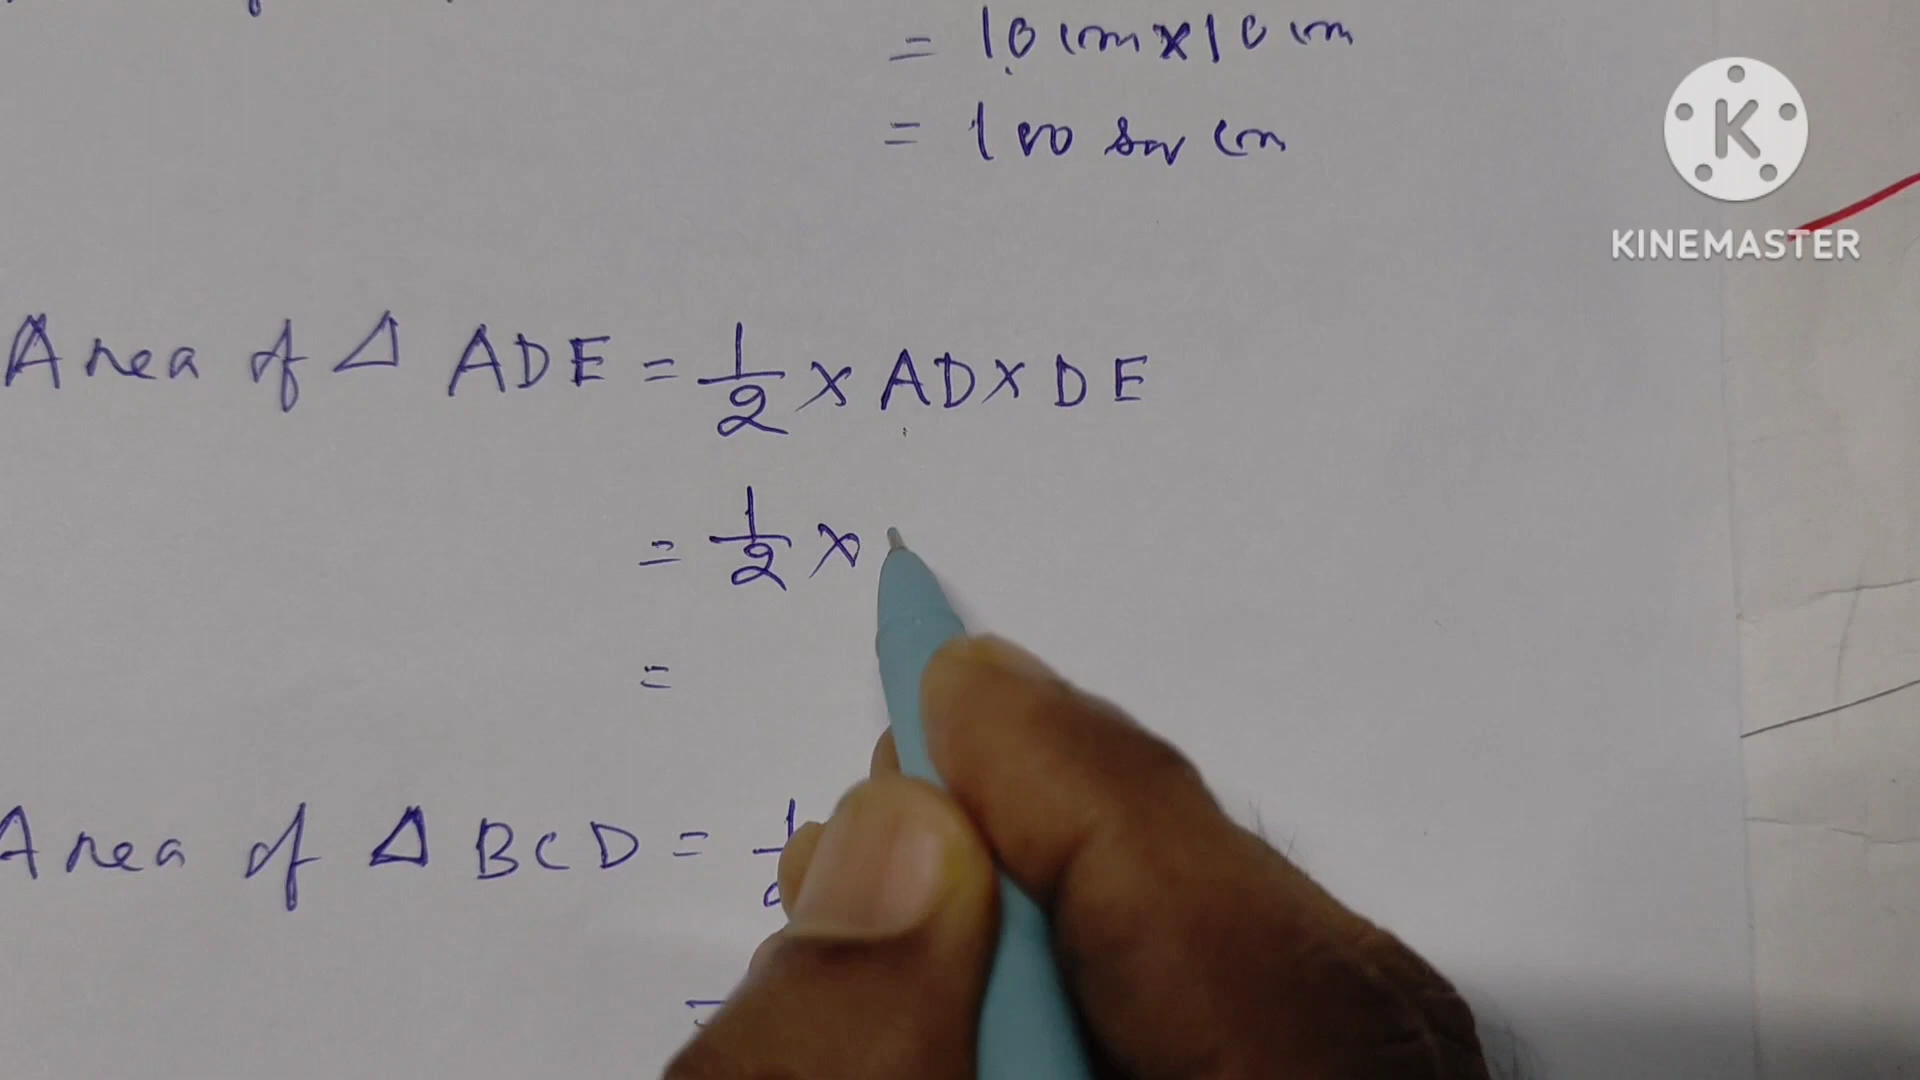 = 10 cm x 10 cm
= 100 sq cm
K
KINEMASTER
Area of Δ ADE = 1/2 x AD x DE
= 1/2 x
=
Area of Δ BCD = 1
=